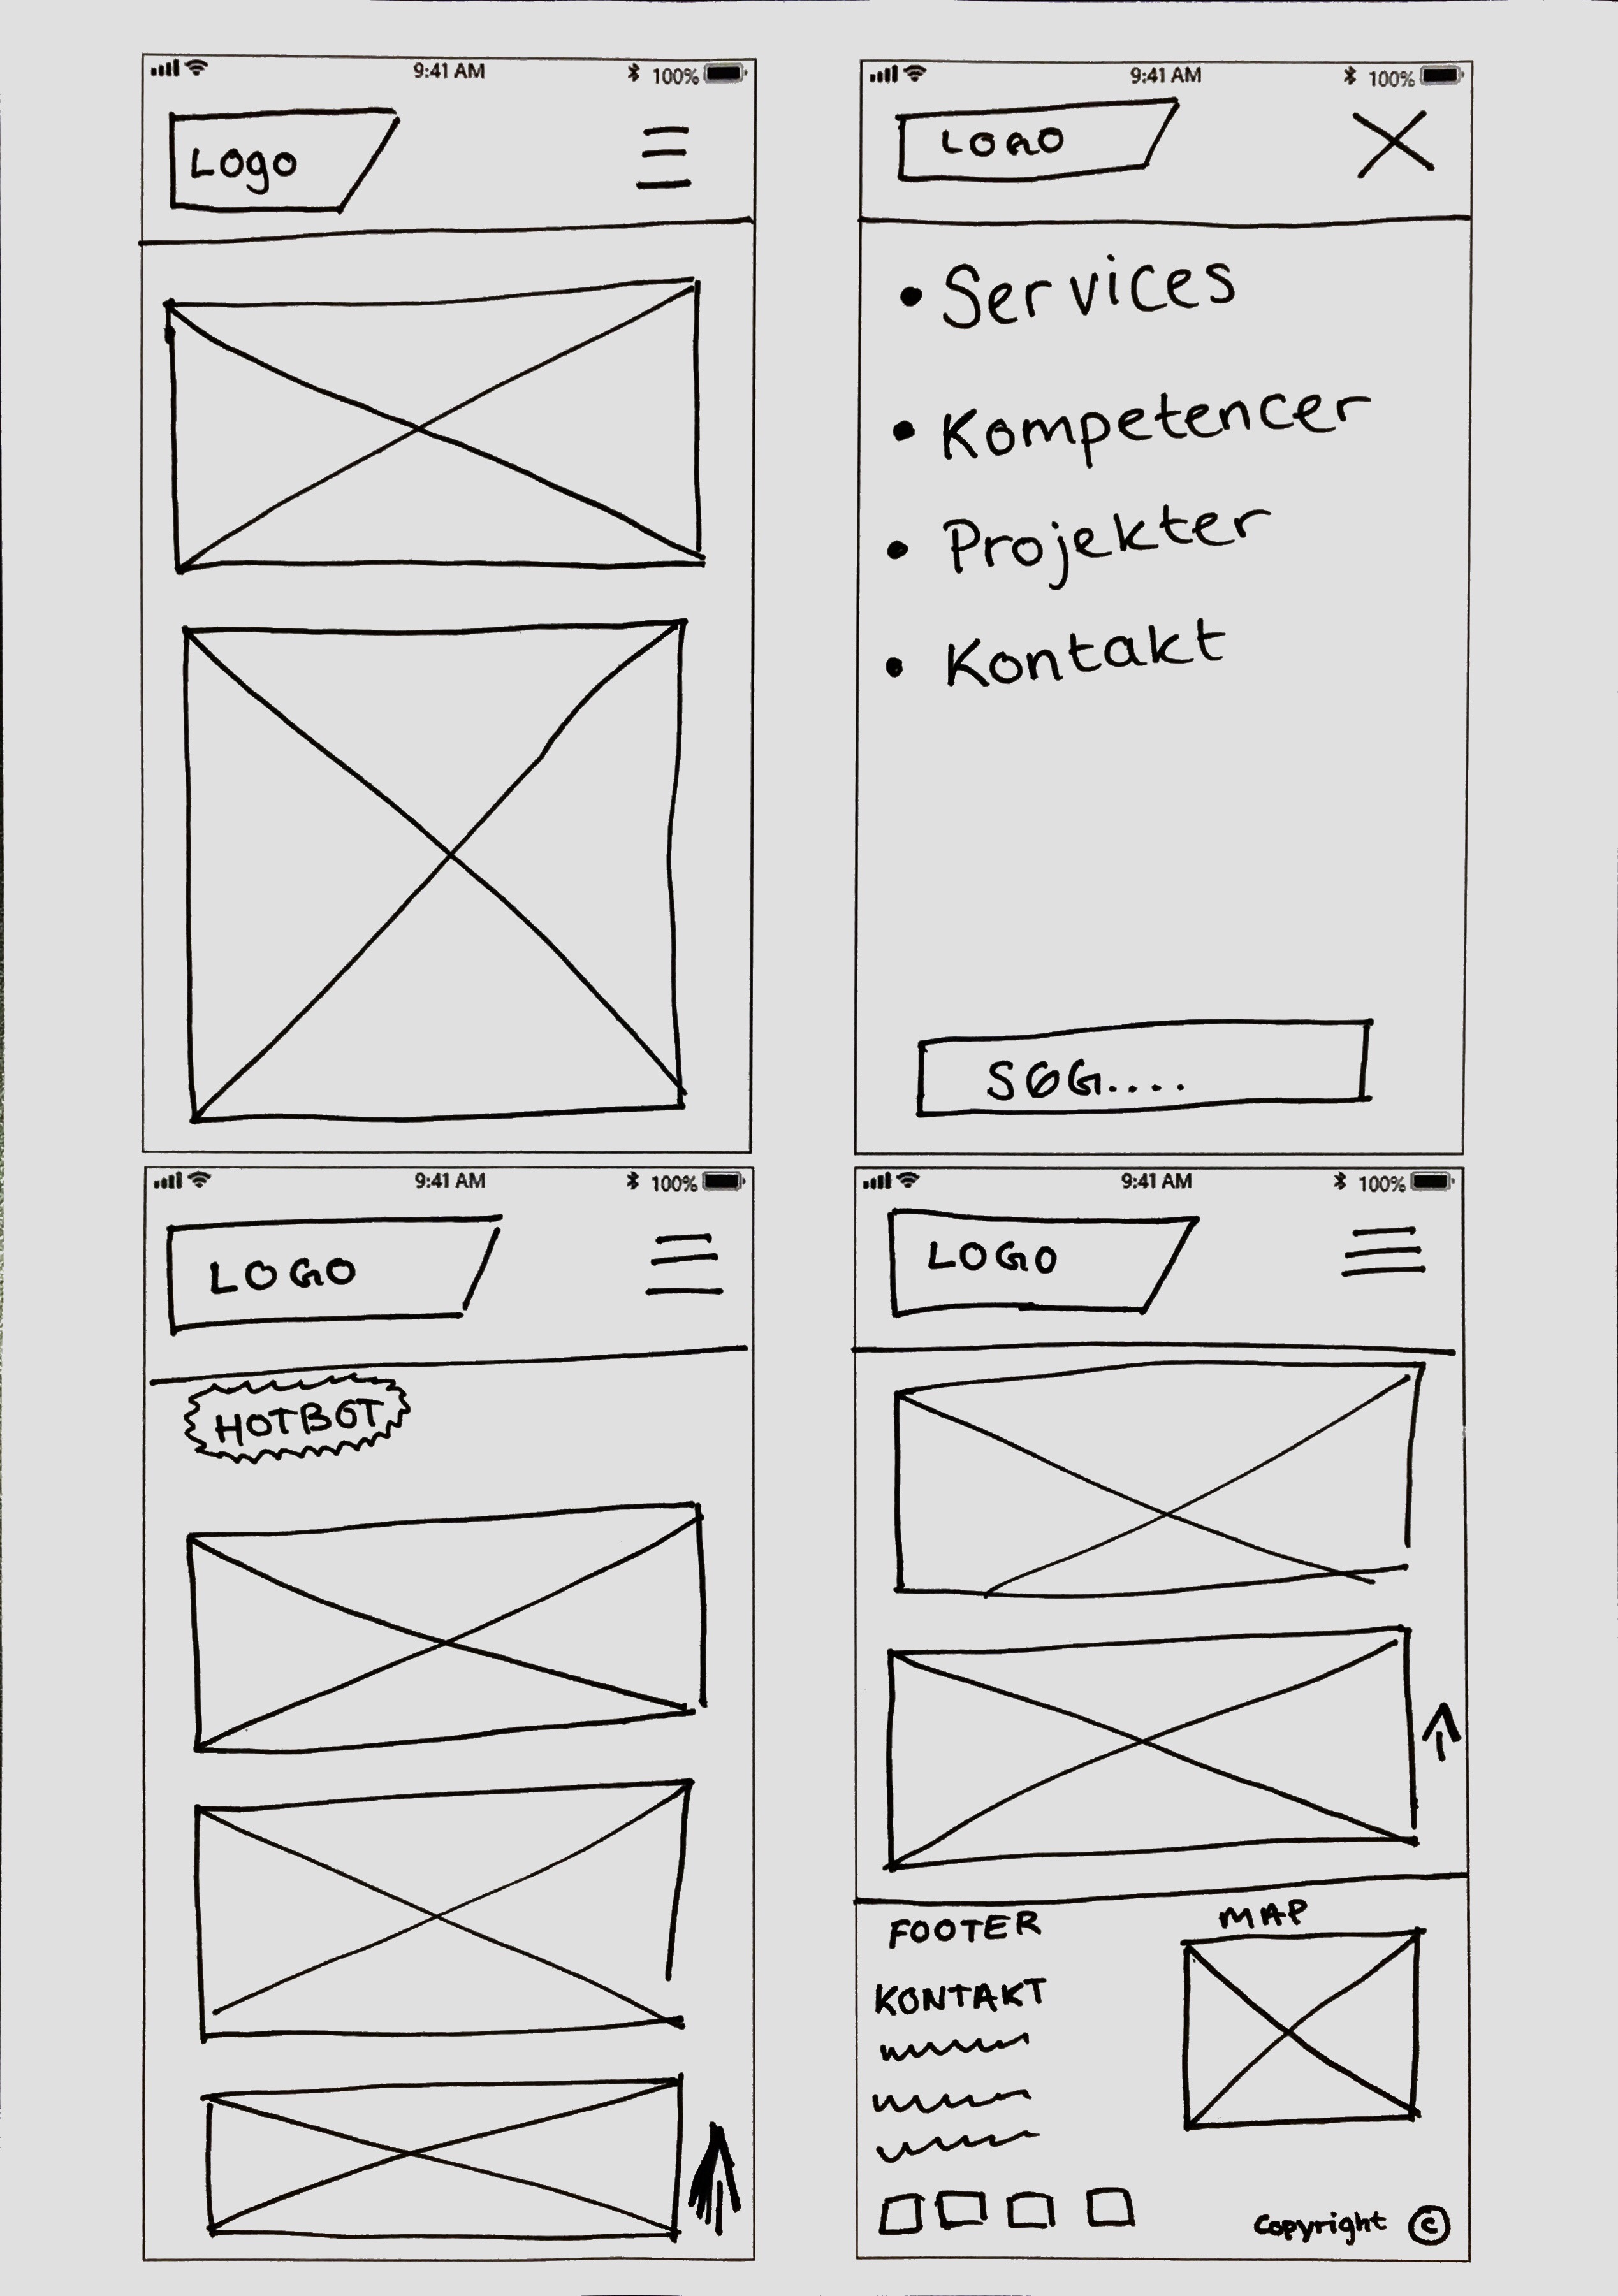 9:41 AM 100%
Logo
9:41 AM 100%
LOGO
• Services
• Kompetencer
• Projekter
• Kontakt
SØG....
9:41 AM 100%
LOGO
HOTBOT
9:41 AM 100%
LOGO
FOOTER
MAP
KONTAKT
Copyright ©